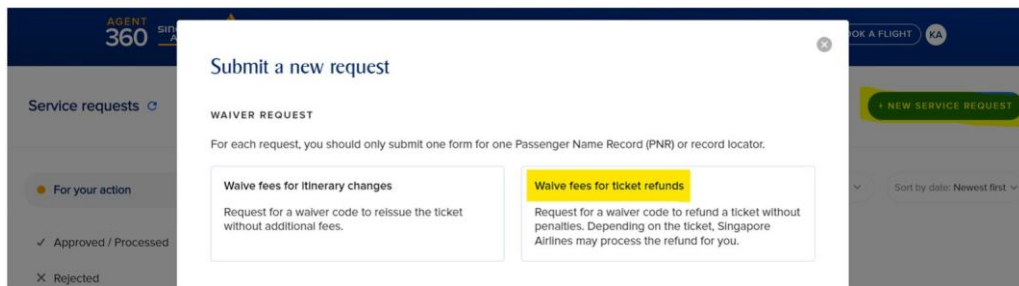 AGENT
360
OOK A FLIGHT
KA
Submit a new request
Service requests
+ NEW SERVICE REQUEST
WAIVER REQUEST
For each request, you should only submit one form for one Passenger Name Record (PNR) or record locator.
For your action
Waive fees for itinerary changes
Waive fees for ticket refunds
Sort by date: Newest first
Request for a waiver code to reissue the ticket
without additional fees.
Request for a waiver code to refund a ticket without
penalties. Depending on the ticket, Singapore
Airlines may process the refund for you.
Approved / Processed
Rejected